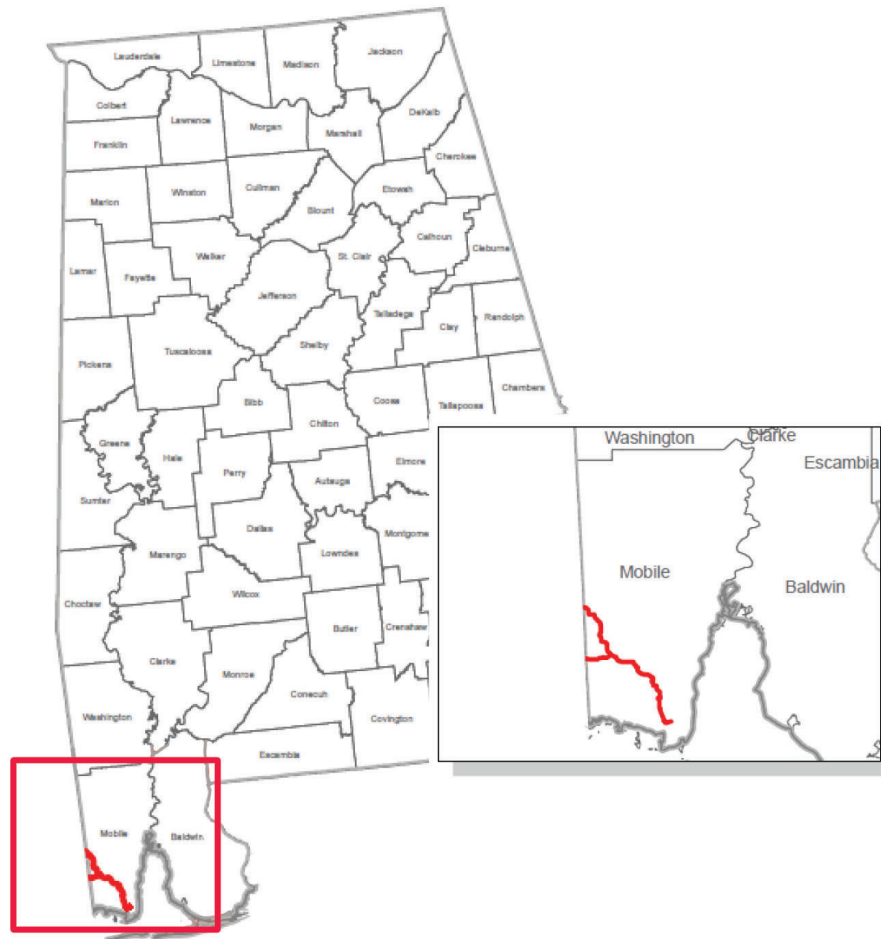 Lauderdale
Limestone
Madison
Jackson
Colbert
Lawrence
Morgan
Marshall
DeKalb
Franklin
Cherokee
Marion
Winston
Cullman
Blount
Etowah
Calhoun
Cleburne
Lamar
Fayette
Walker
St. Clair
Jefferson
Talladega
Clay
Randolph
Pickens
Tuscaloosa
Shelby
Bibb
Chilton
Coosa
Tallapoosa
Chambers
Greene
Hale
Perry
Autauga
Elmore
Sumter
Dallas
Lowndes
Montgome
Marengo
Choctaw
Wilcox
Butler
Crenshaw
Clarke
Monroe
Conecuh
Covington
Washington
Escambia
Mobile
Baldwin
Washington
Clarke
Escambia
Mobile
Baldwin